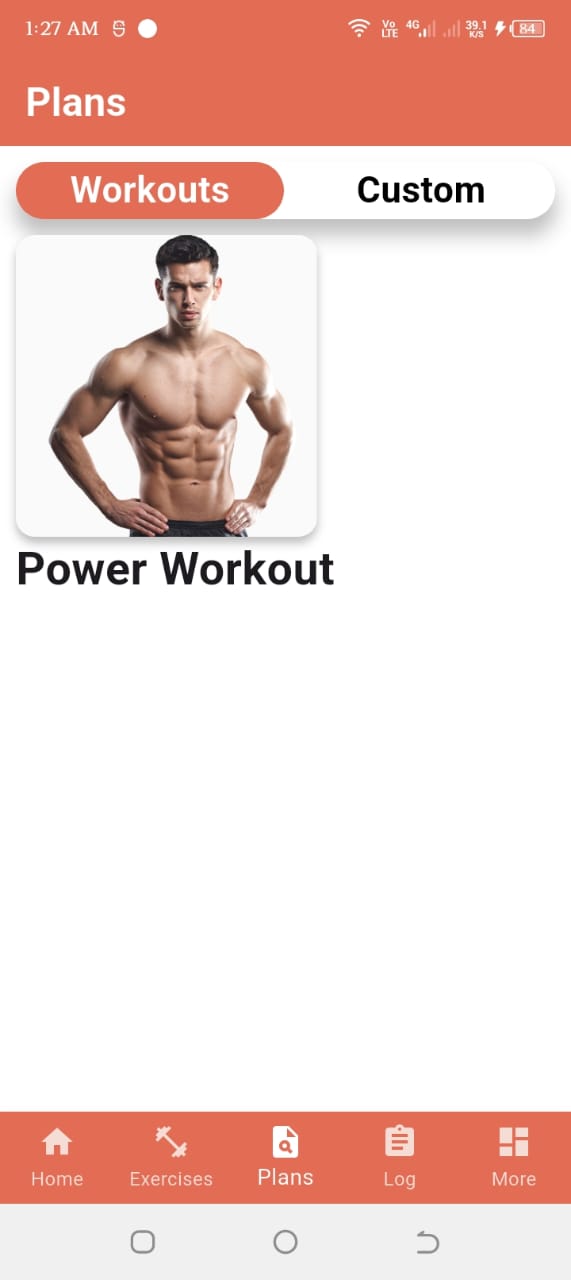 1:27 AM
Vo LTE 4G 39.1 K/S 84
Plans
Workouts Custom
Power Workout
Home Exercises Plans Log More